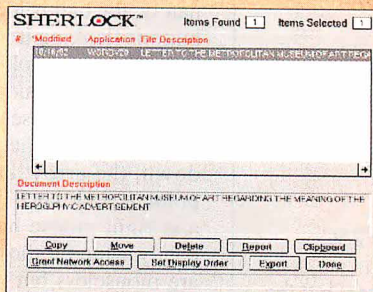 SHERLOCK™ Items Found 1 Items Selected 1
# *Modified Application File Description
LETTER TO THE METROPOLITAN MUSEUM OF ART REG
Document Description
LETTER TO THE METROPOLITAN MUSEUM OF ART REGARDING THE MEANING OF THE
HIEROGLYPHIC ADVERTISEMENT
Copy Move Delete Report Clipboard
Grant Network Access Set Display Order Export Done